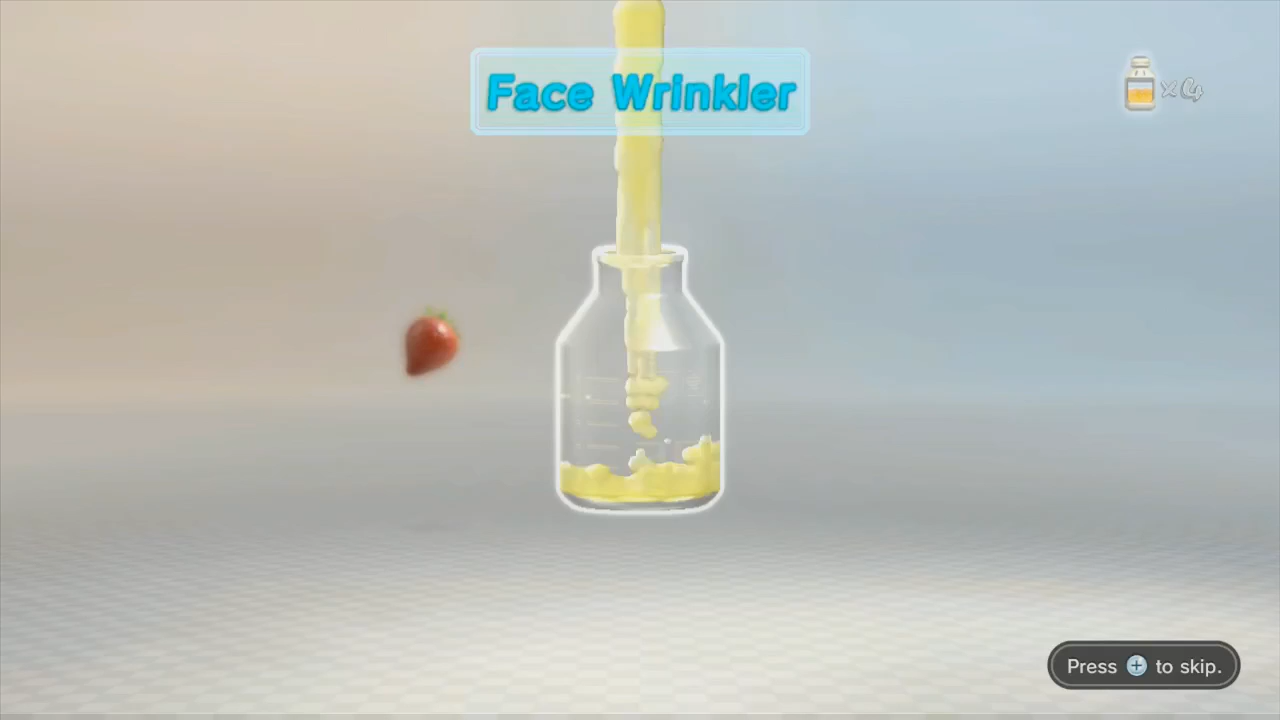 Face Wrinkler
×4
Press + to skip.